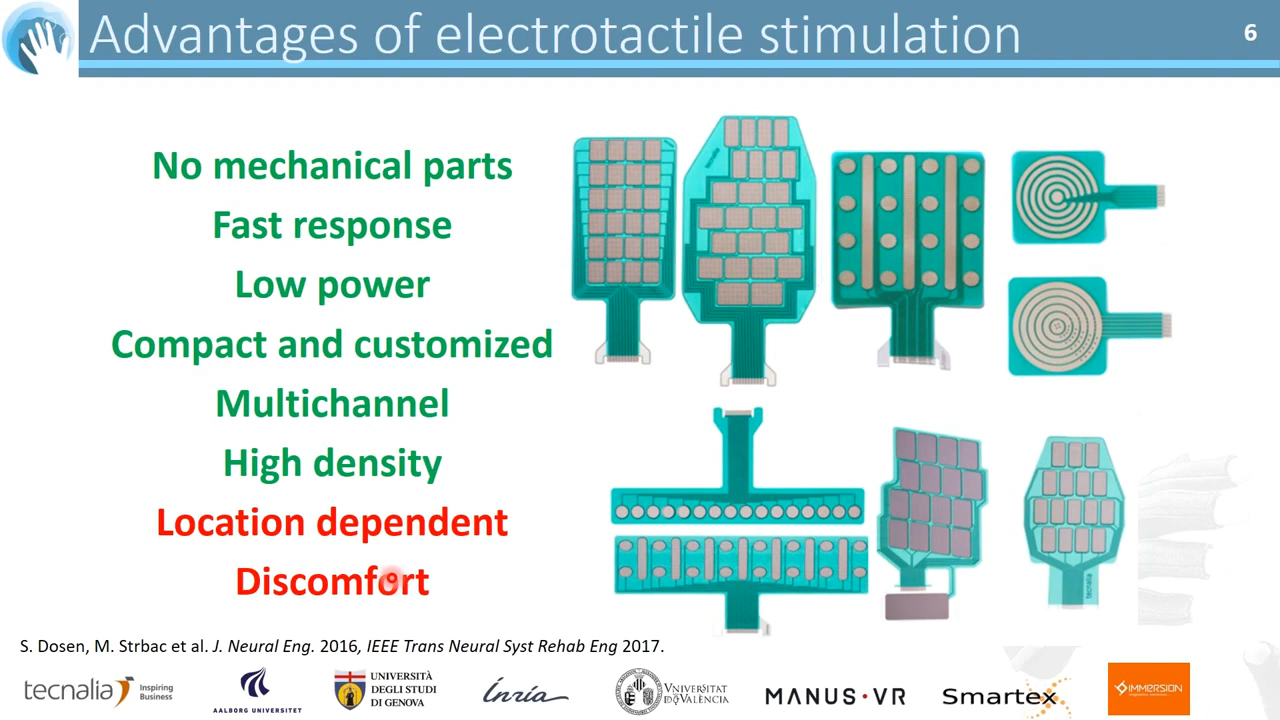 Advantages of electrotactile stimulation
6
No mechanical parts
Fast response
Low power
Compact and customized
Multichannel
High density
Location dependent
Discomfort
tecnalia
tecnalia
S. Dosen, M. Strbac et al. J. Neural Eng. 2016, IEEE Trans Neural Syst Rehab Eng 2017.
tecnalia Inspiring Business
AALBORG UNIVERSITET
UNIVERSITÀ
DEGLI STUDI
DI GENOVA
Inria
VNIVERSITAT
DE VALÈNCIA
MANUS·VR
Smartex
IMMERSION